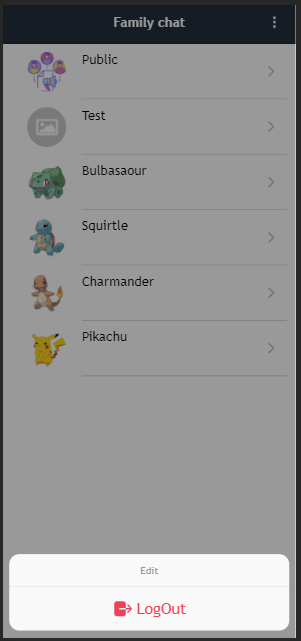 Family chat
Public
Test
Bulbasaour
Squirtle
Charmander
Pikachu
Edit
LogOut